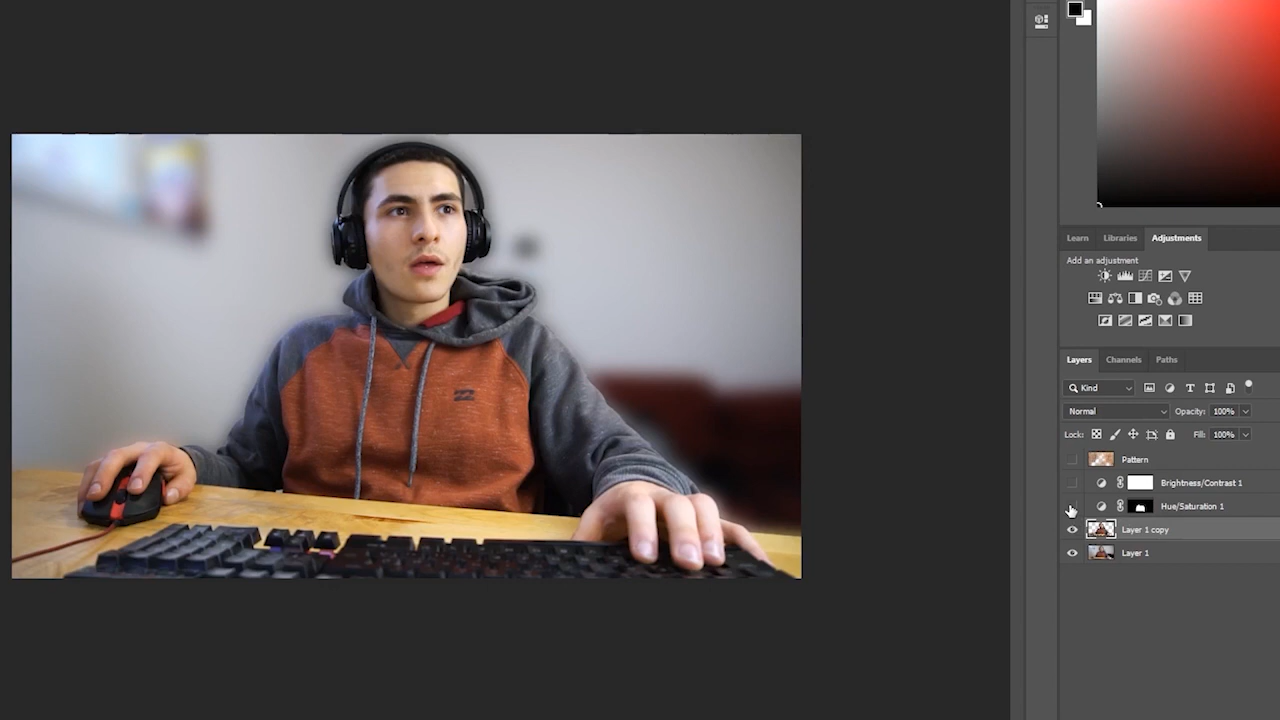 Learn Libraries Adjustments
Add an adjustment
Layers Channels Paths
Kind
Normal Opacity: 100%
Lock: Fill: 100%
Pattern
Brightness/Contrast 1
Hue/Saturation 1
Layer 1 copy
Layer 1